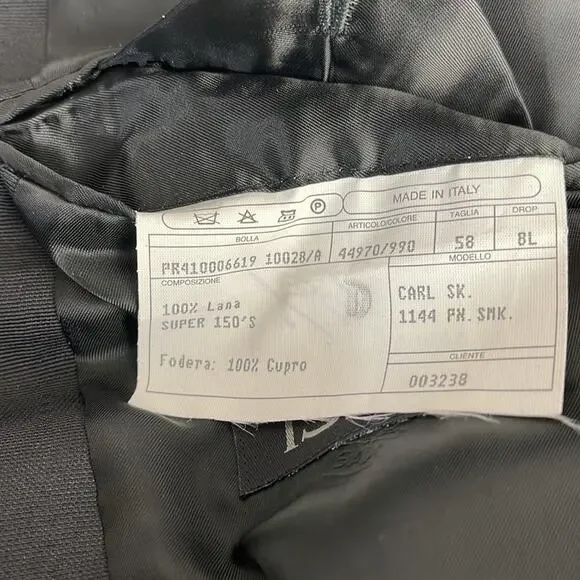 P
MADE IN ITALY
BOLLA
ARTICOLO/COLORE
TAGLIA
DROP
PR410006619 10028/A
44970/990
58
8L
COMPOSIZIONE
MODELLO
100% Lana
SUPER 150'S
D
CARL SK.
1144 PN. SMK.
Fodera: 100% Cupro
CLIENTE
003238